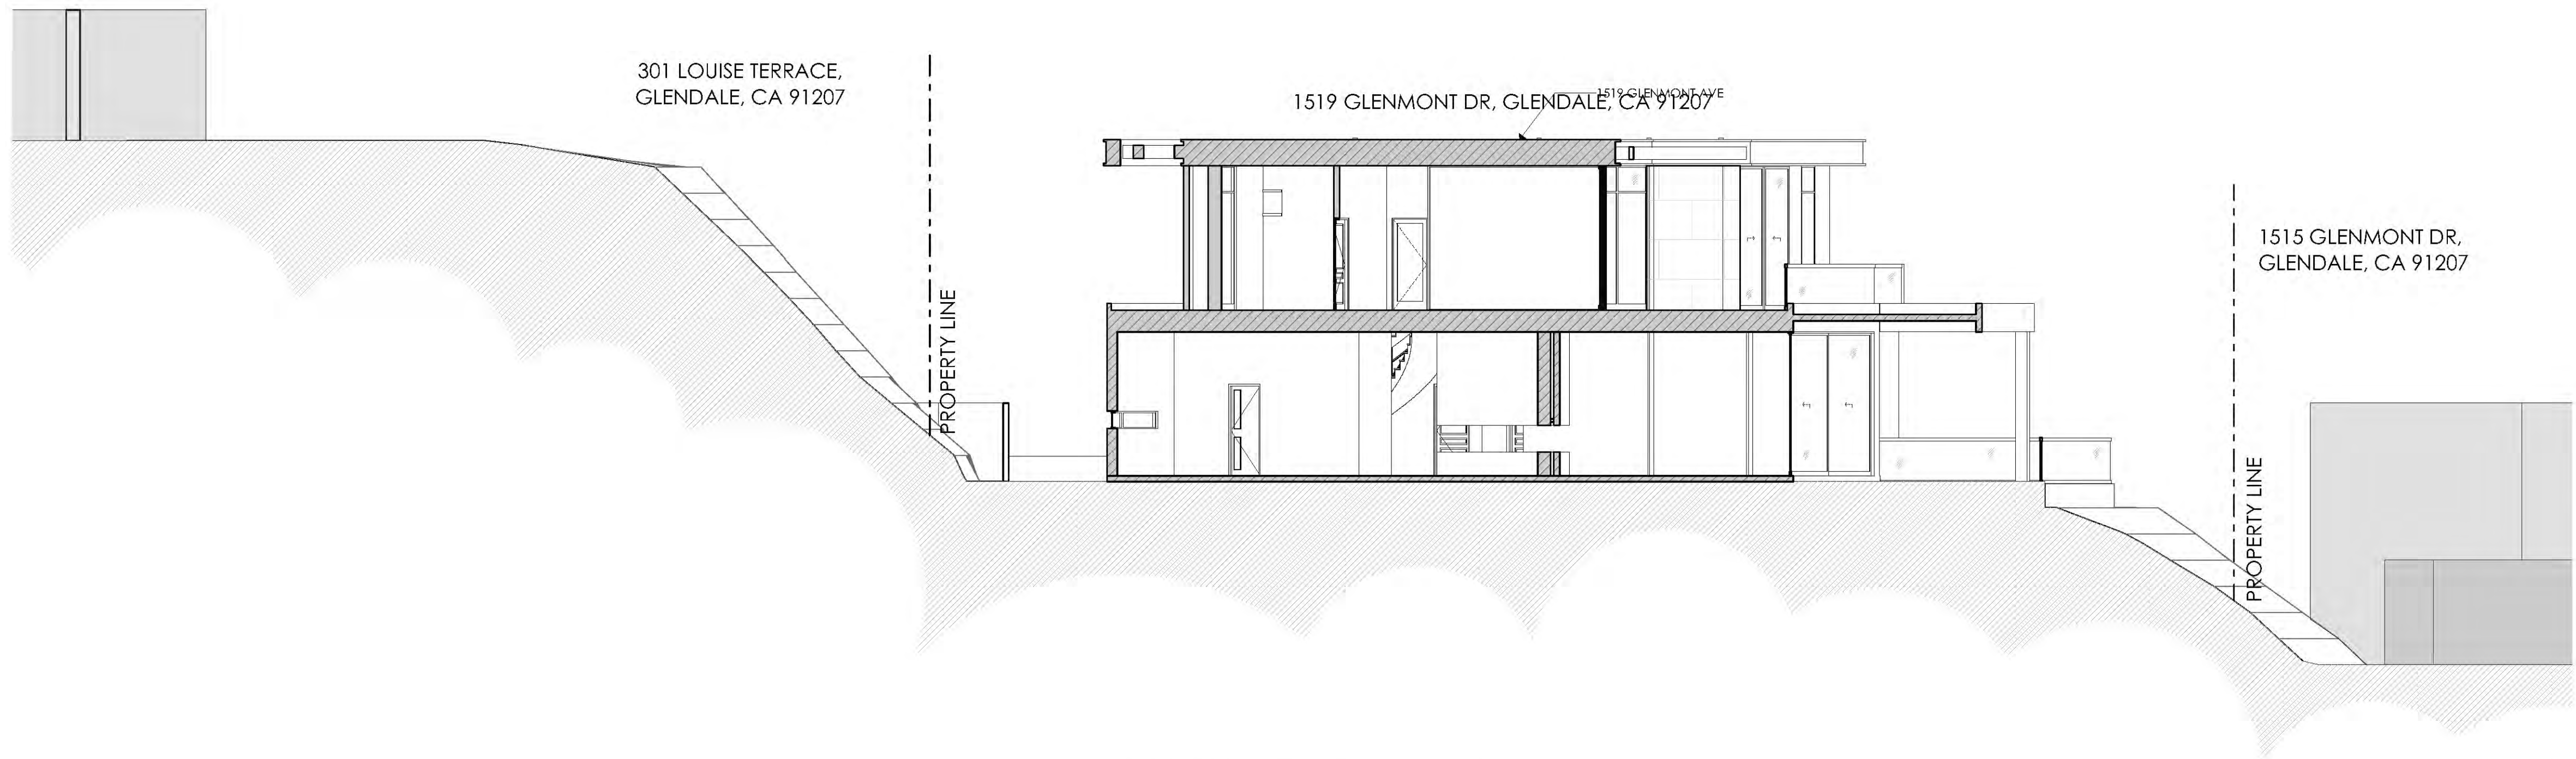 301 LOUISE TERRACE,
GLENDALE, CA 91207
1519 GLENMONT DR, GLENDALE, CA 91207
1519 GLENMONT AVE
1515 GLENMONT DR,
GLENDALE, CA 91207
PROPERTY LINE
PROPERTY LINE